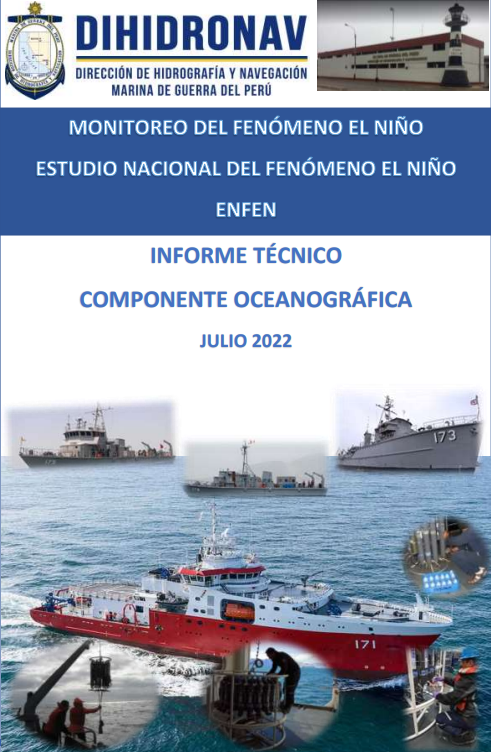 DIHIDRONAV
DIRECCIÓN DE HIDROGRAFÍA Y NAVEGACIÓN
MARINA DE GUERRA DEL PERÚ
MONITOREO DEL FENÓMENO EL NIÑO
ESTUDIO NACIONAL DEL FENÓMENO EL NIÑO
ENFEN
INFORME TÉCNICO
COMPONENTE OCEANOGRÁFICA
JULIO 2022
173
171